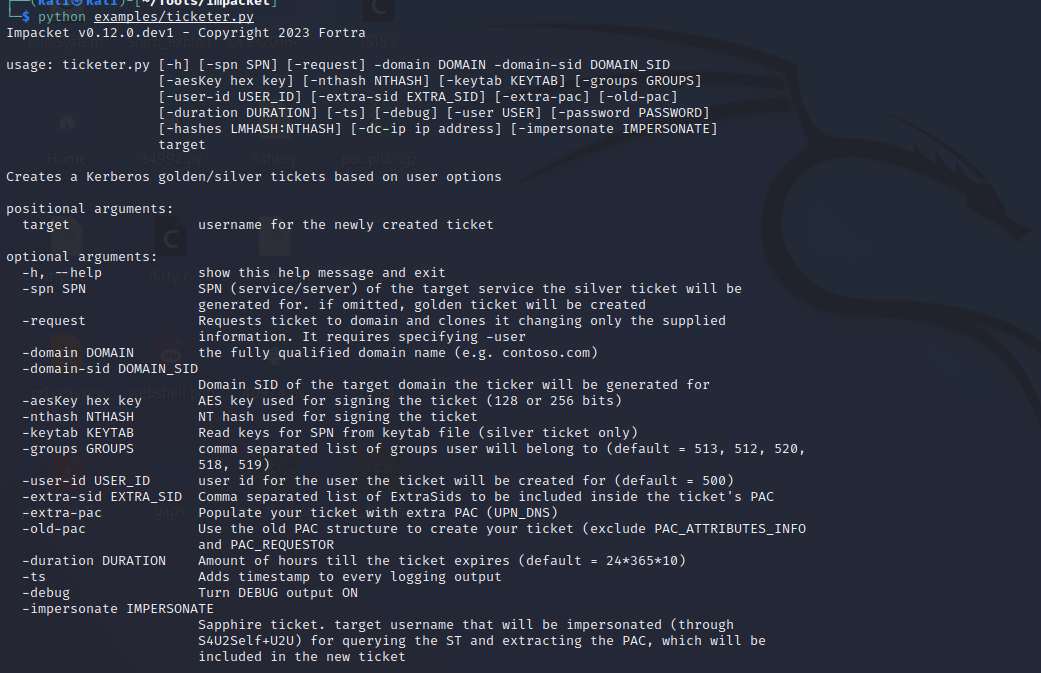 (kali㉿kali)-[~/Tools/impacket]
$ python examples/ticketer.py
Impacket v0.12.0.dev1 - Copyright 2023 Fortra
usage: ticketer.py [-h] [-spn SPN] [-request] -domain DOMAIN -domain-sid DOMAIN_SID
[-aesKey hex key] [-nthash NTHASH] [-keytab KEYTAB] [-groups GROUPS]
[-user-id USER_ID] [-extra-sid EXTRA_SID] [-extra-pac] [-old-pac]
[-duration DURATION] [-ts] [-debug] [-user USER] [-password PASSWORD]
[-hashes LMHASH:NTHASH] [-dc-ip ip address] [-impersonate IMPERSONATE]
target
Creates a Kerberos golden/silver tickets based on user options
positional arguments:
target username for the newly created ticket
optional arguments:
-h, --help show this help message and exit
-spn SPN SPN (service/server) of the target service the silver ticket will be
generated for. if omitted, golden ticket will be created
-request Requests ticket to domain and clones it changing only the supplied
information. It requires specifying -user
-domain DOMAIN the fully qualified domain name (e.g. contoso.com)
-domain-sid DOMAIN_SID
Domain SID of the target domain the ticker will be generated for
-aesKey hex key AES key used for signing the ticket (128 or 256 bits)
-nthash NTHASH NT hash used for signing the ticket
-keytab KEYTAB Read keys for SPN from keytab file (silver ticket only)
-groups GROUPS comma separated list of groups user will belong to (default = 513, 512, 520,
518, 519)
-user-id USER_ID user id for the user the ticket will be created for (default = 500)
-extra-sid EXTRA_SID Comma separated list of ExtraSids to be included inside the ticket's PAC
-extra-pac Populate your ticket with extra PAC (UPN_DNS)
-old-pac Use the old PAC structure to create your ticket (exclude PAC_ATTRIBUTES_INFO
and PAC_REQUESTOR
-duration DURATION Amount of hours till the ticket expires (default = 24*365*10)
-ts Adds timestamp to every logging output
-debug Turn DEBUG output ON
-impersonate IMPERSONATE
Sapphire ticket. target username that will be impersonated (through
S4U2Self+U2U) for querying the ST and extracting the PAC, which will be
included in the new ticket